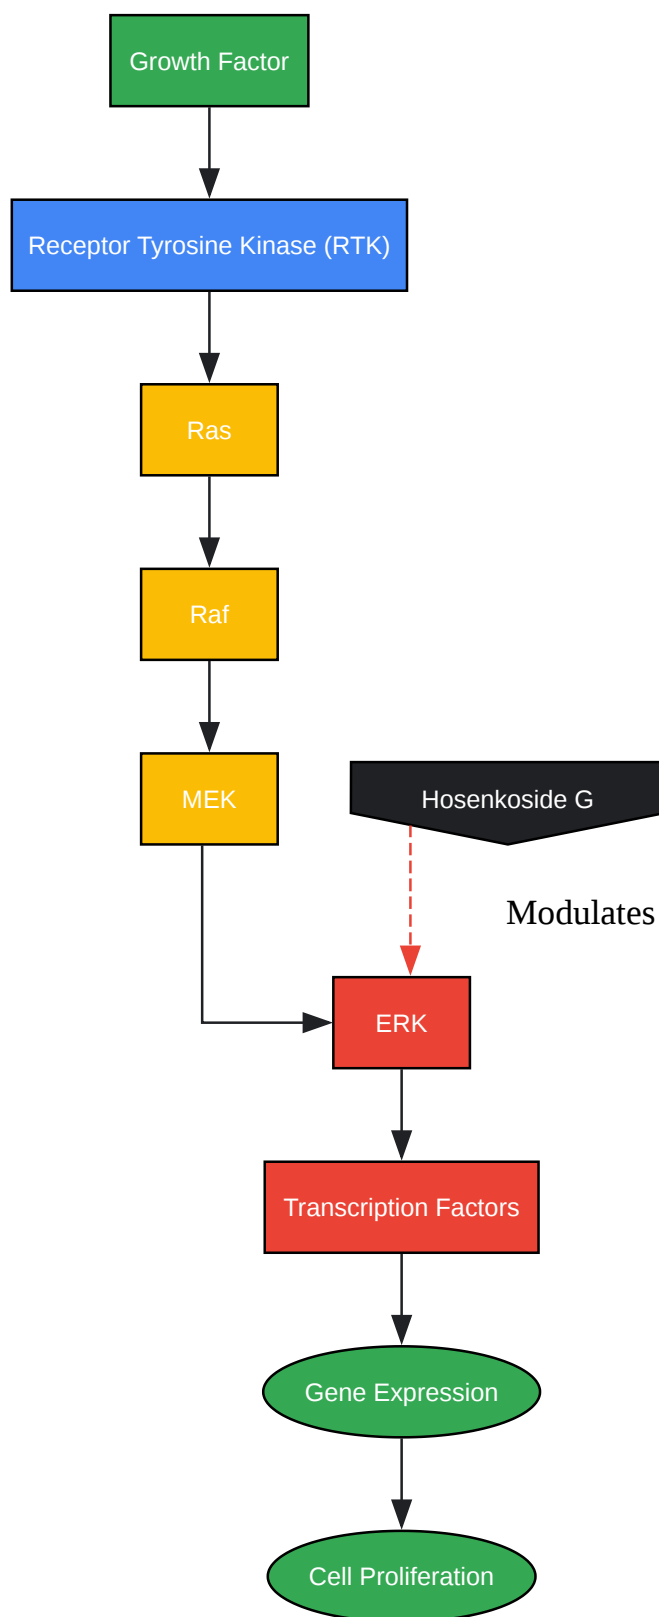 Growth Factor
Receptor Tyrosine Kinase (RTK)
Ras
Raf
MEK
Hosenkoside G
Modulates
ERK
Transcription Factors
Gene Expression
Cell Proliferation